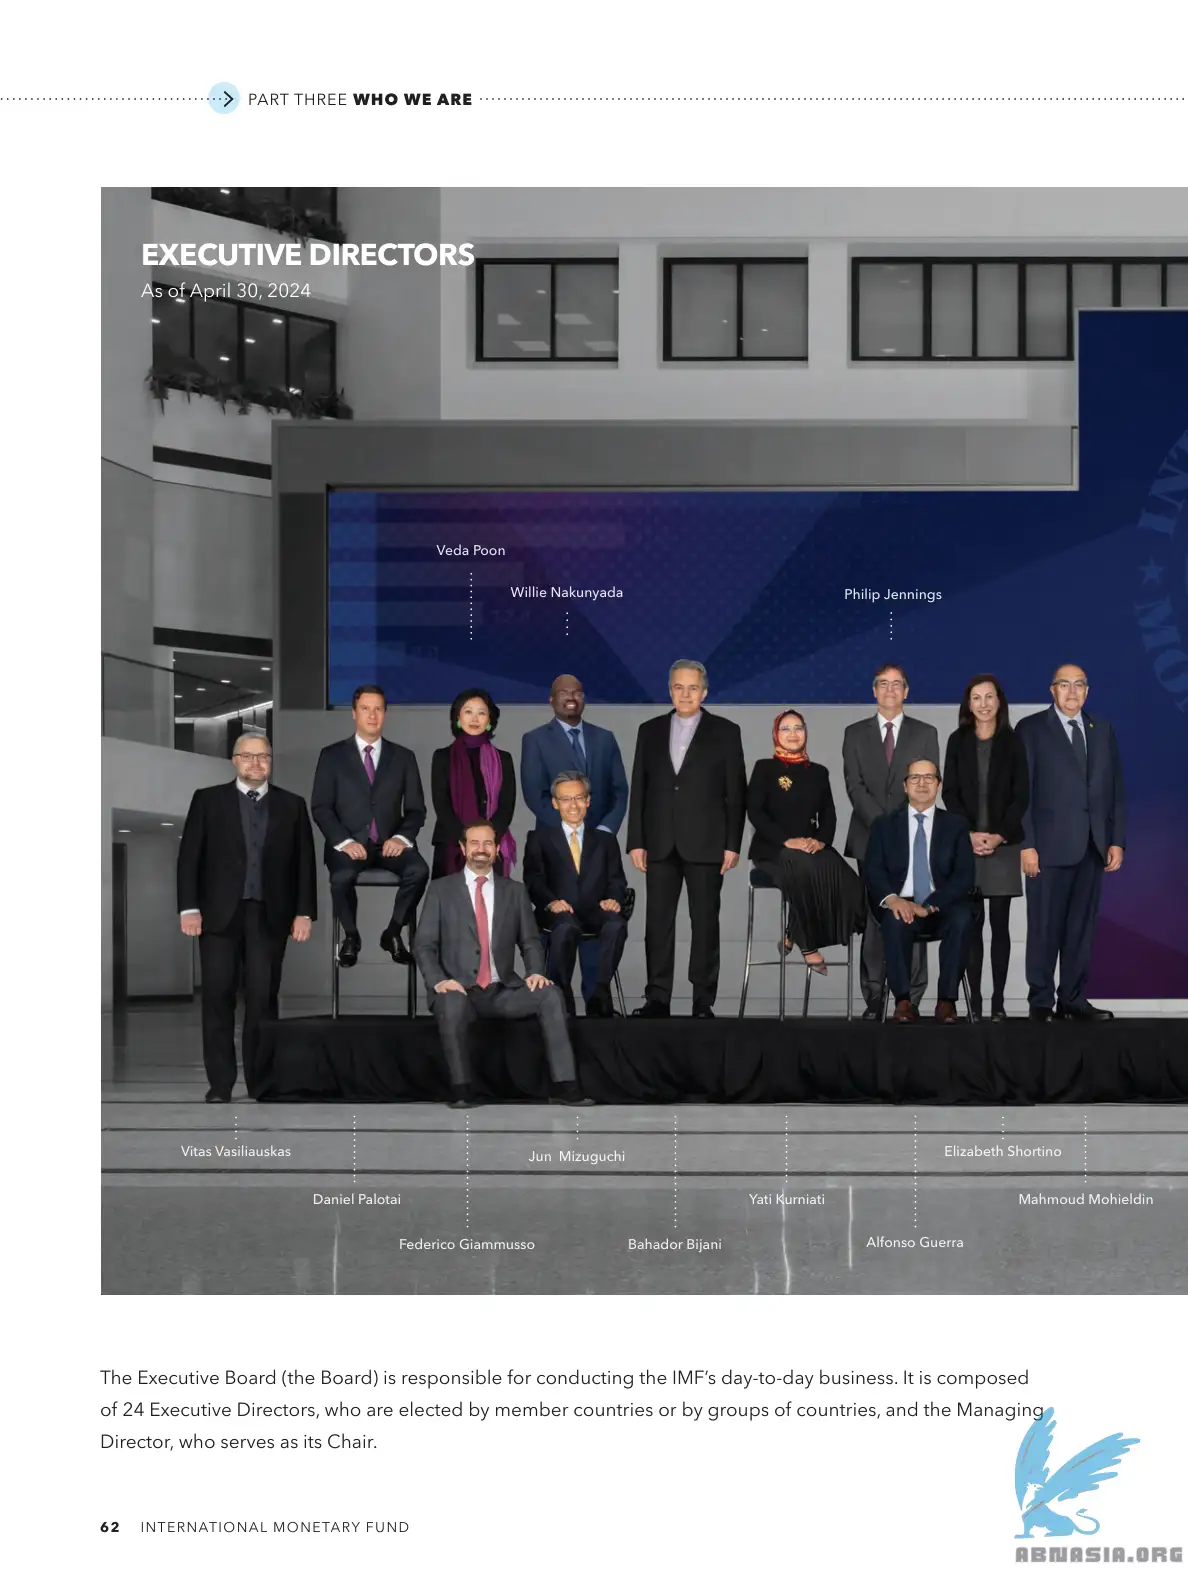 PART THREE WHO WE ARE
EXECUTIVE DIRECTORS
As of April 30, 2024
Veda Poon
Willie Nakunyada
Philip Jennings
Vitas Vasiliauskas
Jun Mizuguchi
Elizabeth Shortino
Daniel Palotai
Yati Kurniati
Mahmoud Mohieldin
Federico Giammusso
Bahador Bijani
Alfonso Guerra
The Executive Board (the Board) is responsible for conducting the IMF’s day-to-day business. It is composed
of 24 Executive Directors, who are elected by member countries or by groups of countries, and the Managing
Director, who serves as its Chair.
62 INTERNATIONAL MONETARY FUND
ABNASIA.ORG